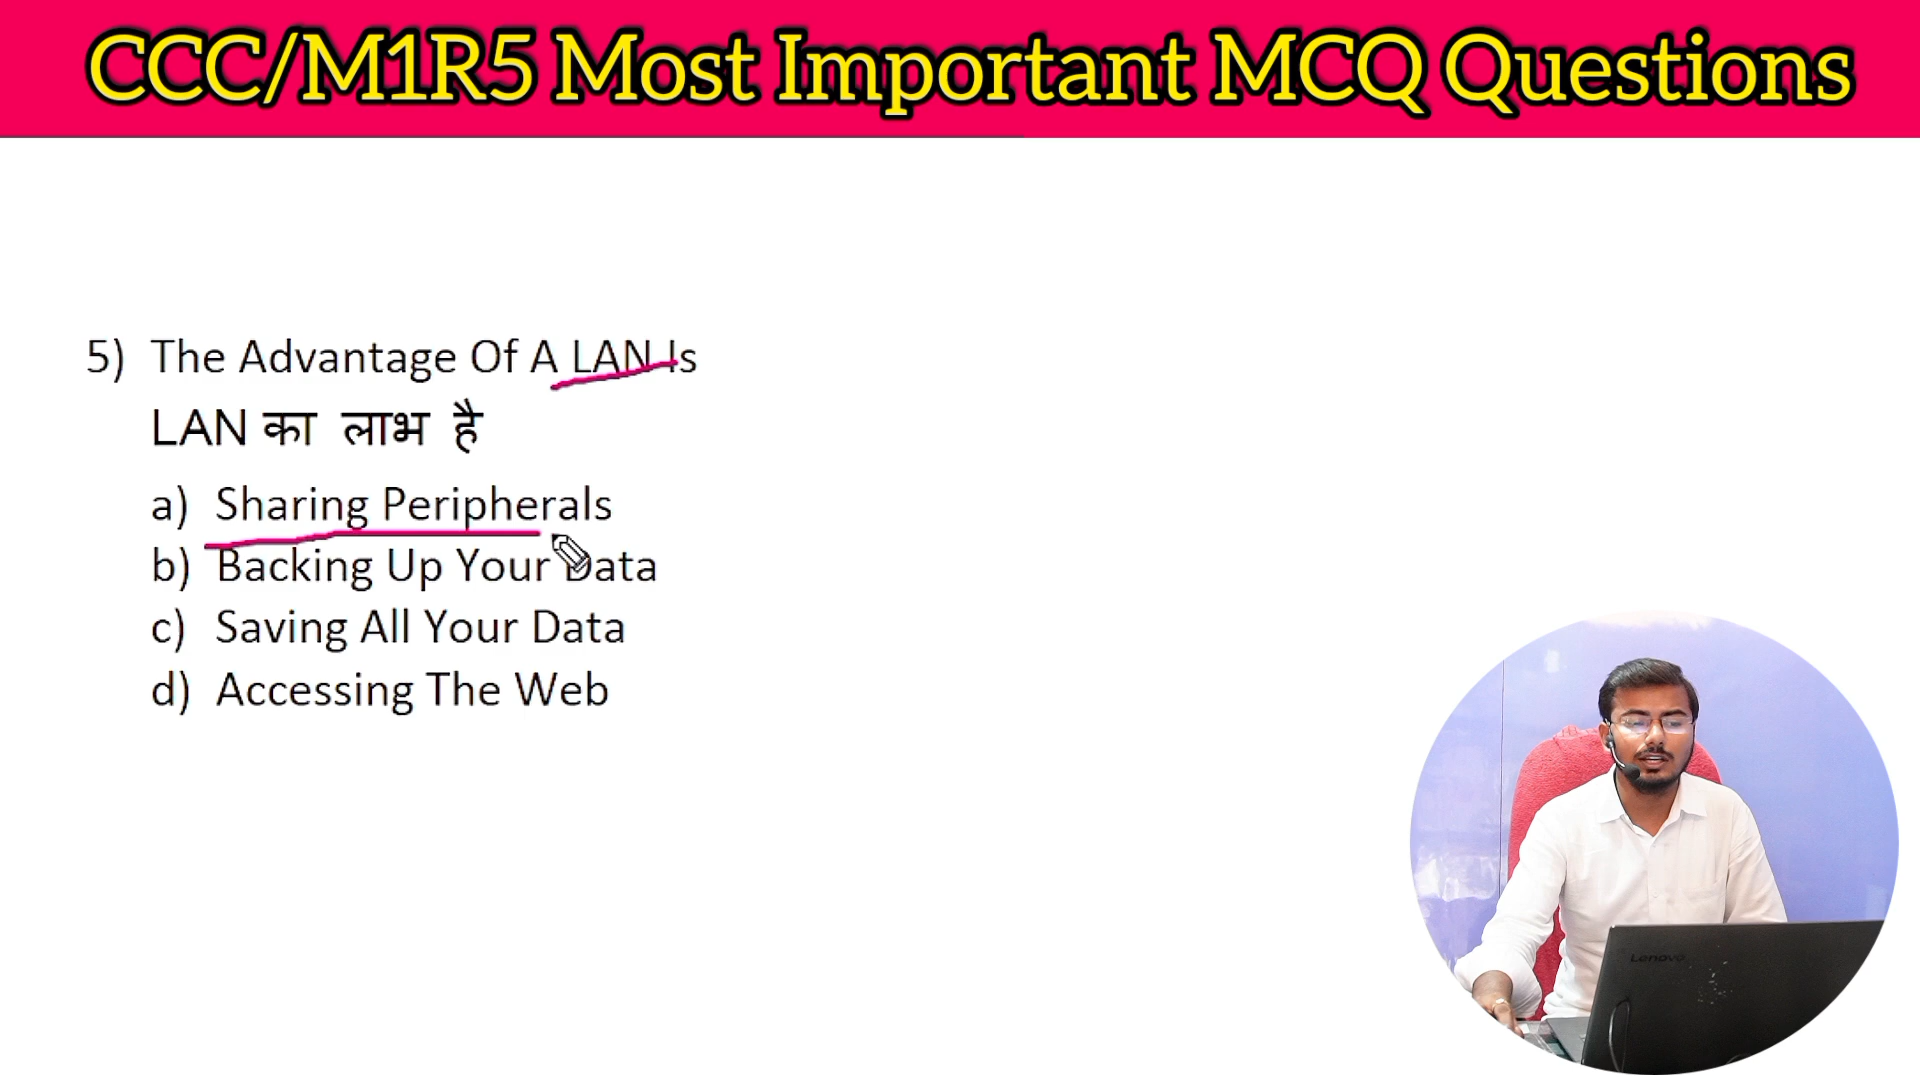 CCC/M1R5 Most Important MCQ Questions
5) The Advantage Of A LAN Is
LAN का लाभ है
a) Sharing Peripherals
b) Backing Up Your Data
c) Saving All Your Data
d) Accessing The Web
Lenovo